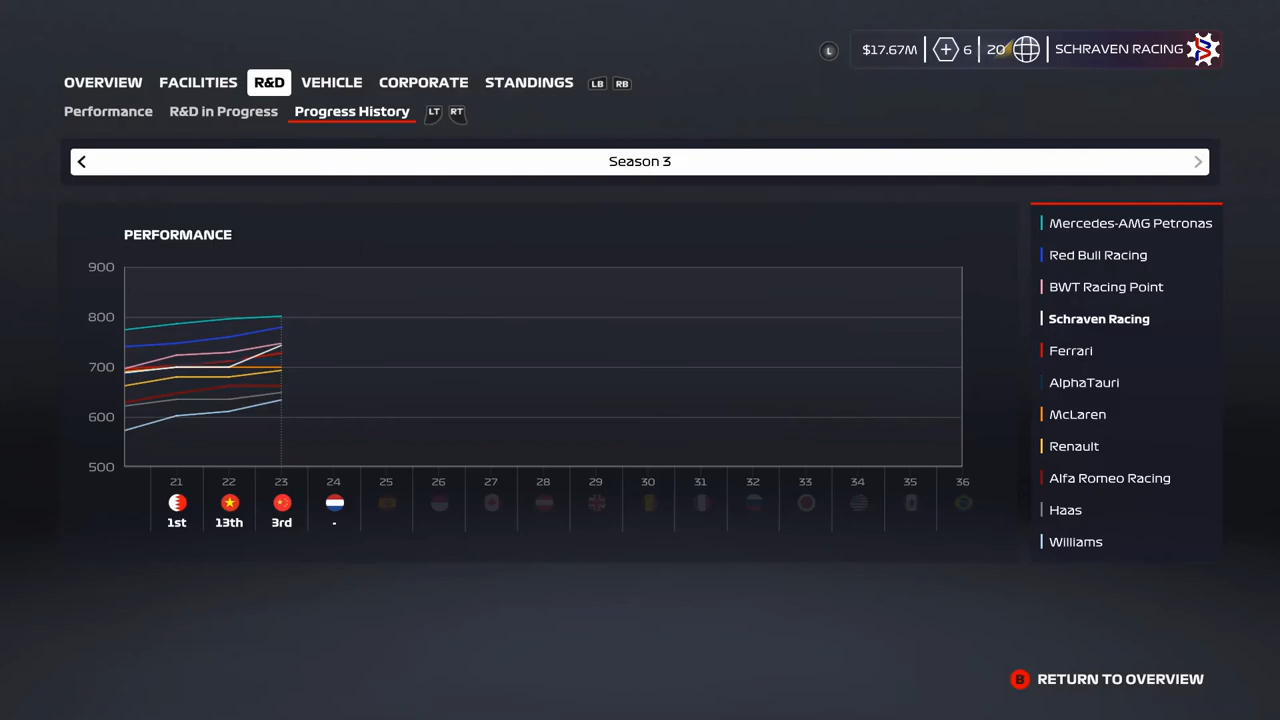 L $17.67M 6 20 SCHRAVEN RACING
OVERVIEW FACILITIES R&D VEHICLE CORPORATE STANDINGS LB RB
Performance R&D in Progress Progress History LT RT
Season 3
PERFORMANCE
900
800
700
600
500
21 22 23 24 25 26 27 28 29 30 31 32 33 34 35 36
1st 13th 3rd -
Mercedes-AMG Petronas
Red Bull Racing
BWT Racing Point
Schraven Racing
Ferrari
AlphaTauri
McLaren
Renault
Alfa Romeo Racing
Haas
Williams
B RETURN TO OVERVIEW